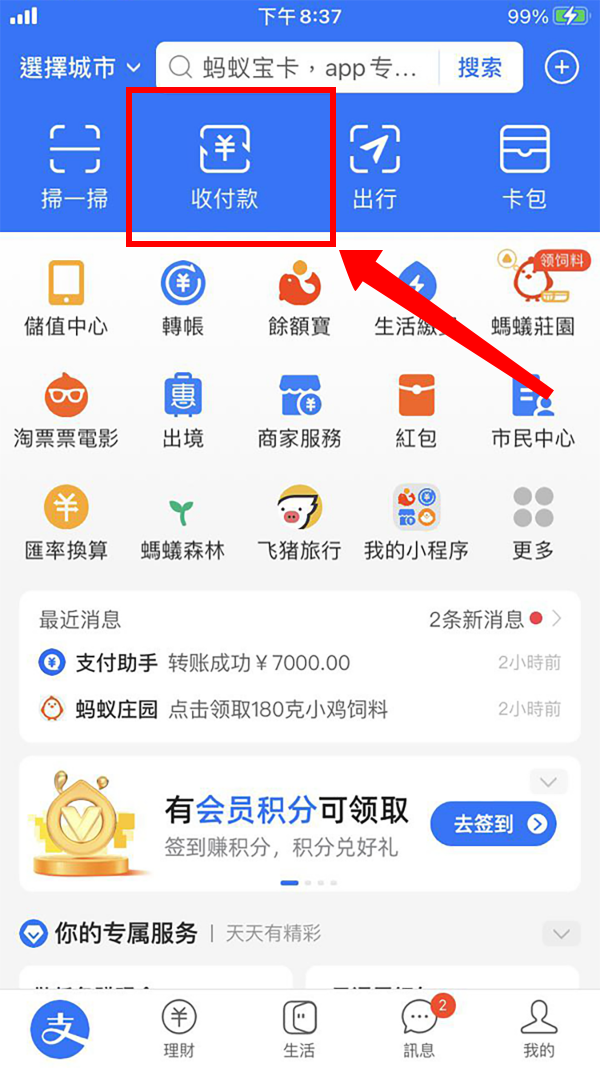 下午8:37
99%
選擇城市
蚂蚁宝卡，app专...
搜索
掃一掃
收付款
出行
卡包
领饲料
儲值中心
轉帳
餘額寶
生活繳
螞蟻莊園
惠
淘票票電影
出境
商家服務
紅包
市民中心
匯率換算
螞蟻森林
飞猪旅行
我的小程序
更多
最近消息
2条新消息
支付助手 转账成功￥7000.00
2小時前
蚂蚁庄园 点击领取180克小鸡饲料
2小時前
有会员积分可领取
签到赚积分，积分兑好礼
去签到
你的专属服务 | 天天有精彩
支
2
理財
生活
訊息
我的